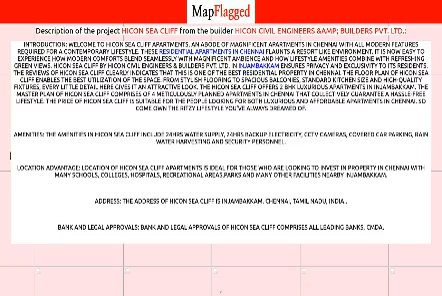 MapFlagged
Description of the project HICON SEA CLIFF from the builder HICON CIVIL ENGINEERS &AMP; BUILDERS PVT. LTD.:
INTRODUCTION: WELCOME TO HICON SEA CLIFF APARTMENTS, AN ABODE OF MAGNIFICENT APARTMENTS IN CHENNAI WITH ALL MODERN FEATURES
REQUIRED FOR A CONTEMPORARY LIFESTYLE. THESE RESIDENTIAL APARTMENTS IN CHENNAI FLAUNTS A RESORT LIKE ENVIRONMENT. IT IS NOW EASY TO
EXPERIENCE HOW MODERN COMFORTS BLEND SEAMLESSLY WITH MAGNIFICENT AMBIENCE AND HOW LIFESTYLE AMENITIES COMBINE WITH REFRESHING
GREEN VIEWS. HICON SEA CLIFF BY HICON CIVIL ENGINEERS & BUILDERS PVT LTD. IN INJAMBAKKAM ENSURES PRIVACY AND EXCLUSIVITY TO ITS RESIDENTS.
THE REVIEWS OF HICON SEA CLIFF CLEARLY INDICATES THAT THIS IS ONE OF THE BEST RESIDENTIAL PROPERTY IN CHENNAI. THE FLOOR PLAN OF HICON SEA
CLIFF ENABLES THE BEST UTILIZATION OF THE SPACE. FROM STYLISH FLOORING TO SPACIOUS BALCONIES, STANDARD KITCHEN SIZE AND HIGH-QUALITY
FIXTURES, EVERY LITTLE DETAIL HERE GIVES IT AN ATTRACTIVE LOOK. THE HICON SEA CLIFF OFFERS 2 BHK LUXURIOUS APARTMENTS IN INJAMBAKKAM. THE
MASTER PLAN OF HICON SEA CLIFF COMPRISES OF 4 METICULOUSLY PLANNED APARTMENTS IN CHENNAI THAT COLLECTIVELY GUARANTEE A HASSLE-FREE
LIFESTYLE. THE PRICE OF HICON SEA CLIFF IS SUITABLE FOR THE PEOPLE LOOKING FOR BOTH LUXURIOUS AND AFFORDABLE APARTMENTS IN CHENNAI. SO
COME OWN THE RITZY LIFESTYLE YOU'VE ALWAYS DREAMED OF.
AMENITIES: THE AMENITIES IN HICON SEA CLIFF INCLUDE 24HRS WATER SUPPLY, 24HRS BACKUP ELECTRICITY, CCTV CAMERAS, COVERED CAR PARKING, RAIN
WATER HARVESTING AND SECURITY PERSONNEL.
LOCATION ADVANTAGE: LOCATION OF HICON SEA CLIFF APARTMENTS IS IDEAL FOR THOSE WHO ARE LOOKING TO INVEST IN PROPERTY IN CHENNAI WITH
MANY SCHOOLS, COLLEGES, HOSPITALS, RECREATIONAL AREAS,PARKS AND MANY OTHER FACILITIES NEARBY INJAMBAKKAM.
ADDRESS: THE ADDRESS OF HICON SEA CLIFF IS INJAMBAKKAM, CHENNAI, TAMIL NADU, INDIA.
BANK AND LEGAL APPROVALS: BANK AND LEGAL APPROVALS OF HICON SEA CLIFF COMPRISES ALL LEADING BANKS, CMDA.